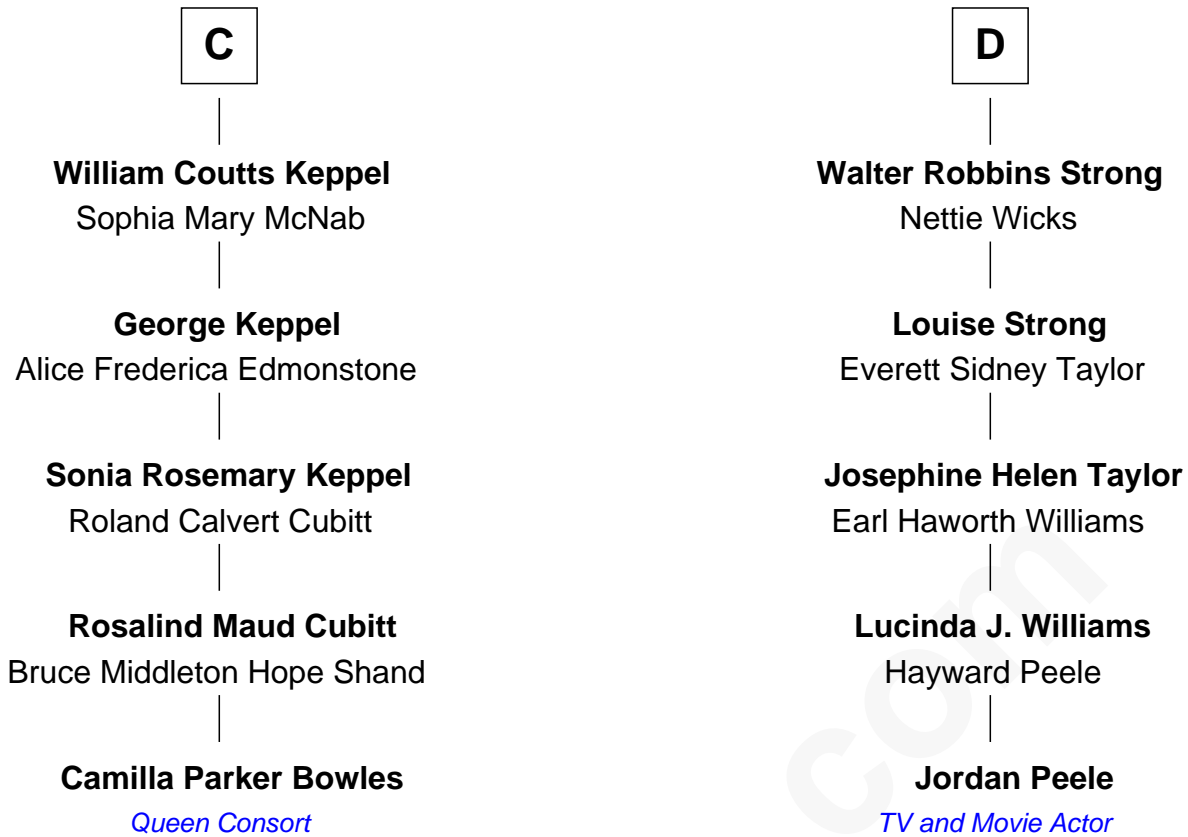 C
William Coutts Keppel
Sophia Mary McNab
George Keppel
Alice Frederica Edmonstone
Sonia Rosemary Keppel
Roland Calvert Cubitt
Rosalind Maud Cubitt
Bruce Middleton Hope Shand
Camilla Parker Bowles
Queen Consort
D
Walter Robbins Strong
Nettie Wicks
Louise Strong
Everett Sidney Taylor
Josephine Helen Taylor
Earl Haworth Williams
Lucinda J. Williams
Hayward Peele
Jordan Peele
TV and Movie Actor
com